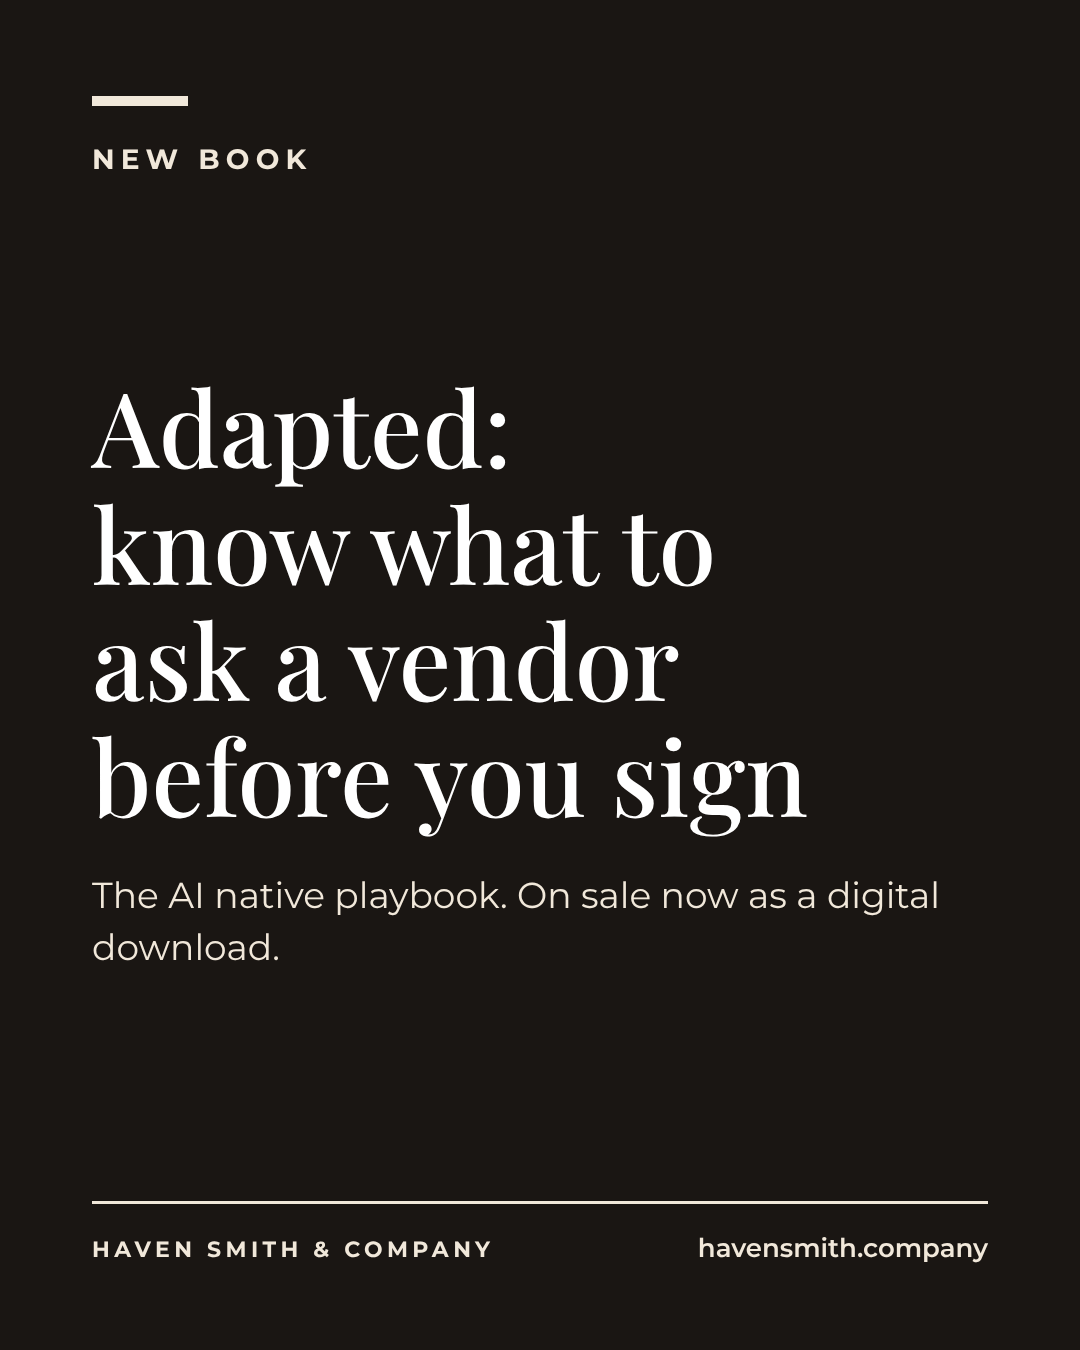 NEW BOOK
Adapted:
know what to
ask a vendor
before you sign
The AI native playbook. On sale now as a digital
download.
HAVEN SMITH & COMPANY
havensmith.company